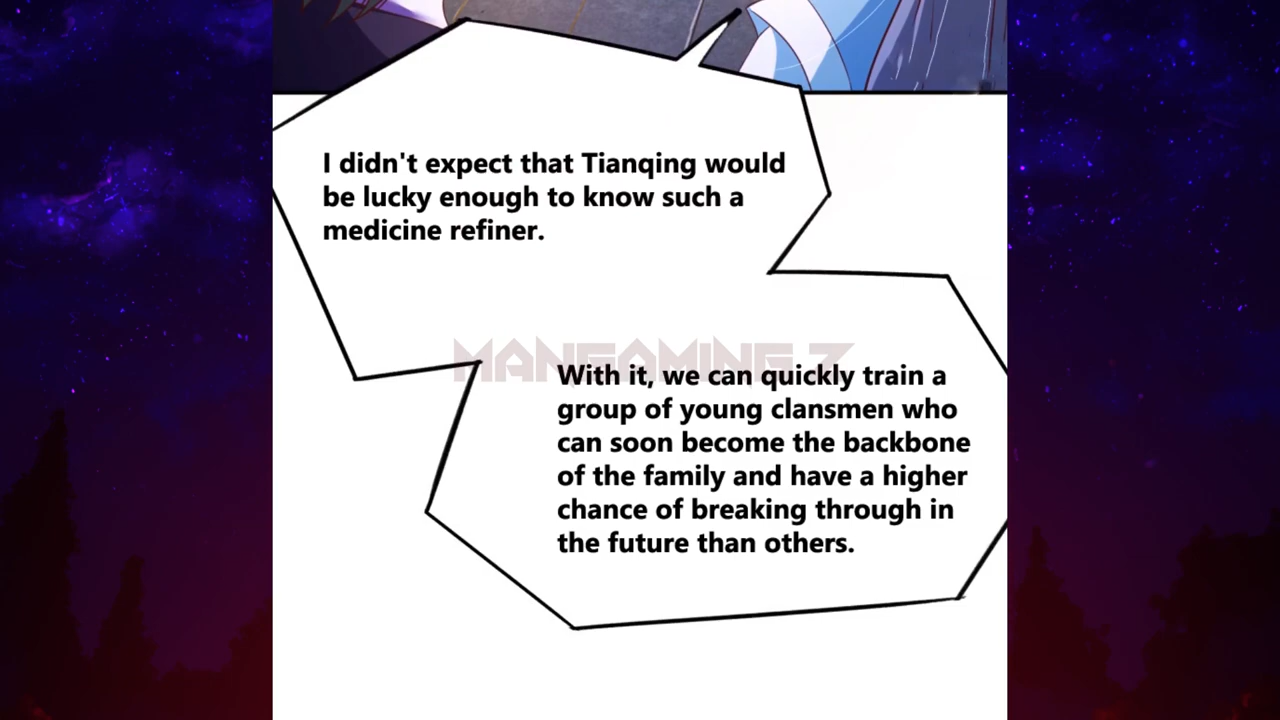 I didn't expect that Tianqing would
be lucky enough to know such a
medicine refiner.
MANGAMING Z
With it, we can quickly train a
group of young clansmen who
can soon become the backbone
of the family and have a higher
chance of breaking through in
the future than others.